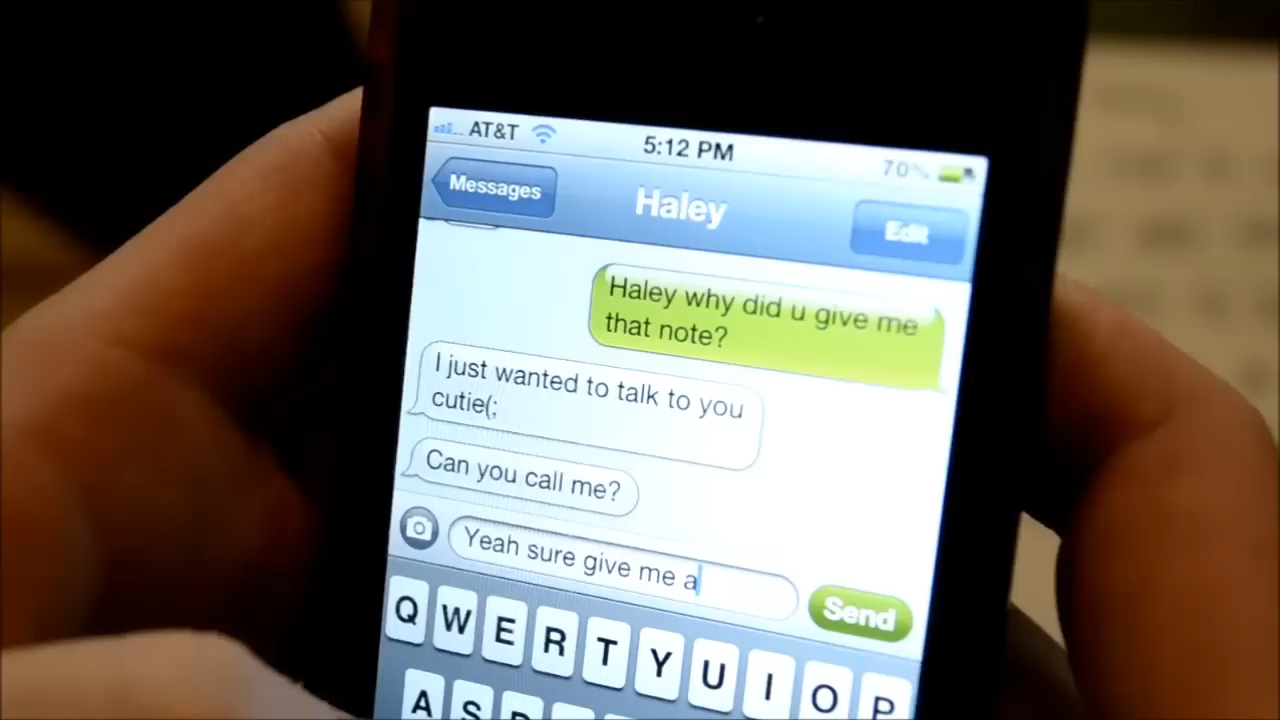 AT&T 5:12 PM 70%
Messages Haley Edit
Haley why did u give me
that note?
I just wanted to talk to you
cutie(;
Can you call me?
Yeah sure give me a
Send
Q W E R T Y U I O P
A S